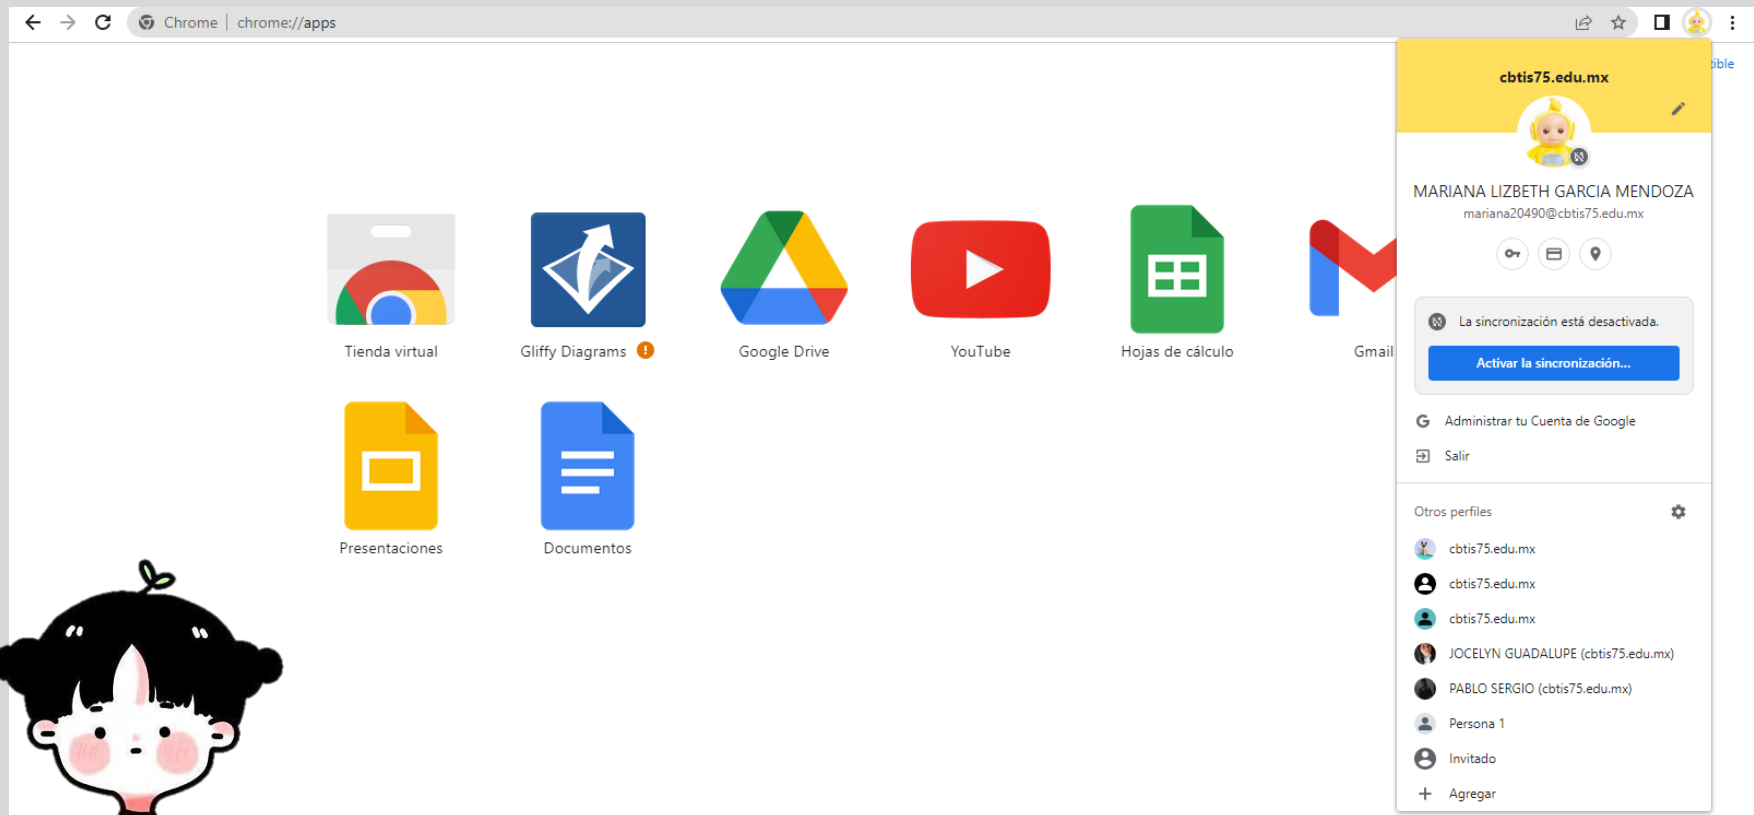 Chrome | chrome://apps
tible
cbtis75.edu.mx
MARIANA LIZBETH GARCIA MENDOZA
mariana20490@cbtis75.edu.mx
La sincronización está desactivada.
Activar la sincronización...
Administrar tu Cuenta de Google
Salir
Otros perfiles
cbtis75.edu.mx
cbtis75.edu.mx
cbtis75.edu.mx
JOCELYN GUADALUPE (cbtis75.edu.mx)
PABLO SERGIO (cbtis75.edu.mx)
Persona 1
Invitado
Agregar
Tienda virtual
Gliffy Diagrams
Google Drive
YouTube
Hojas de cálculo
Gmail
Presentaciones
Documentos